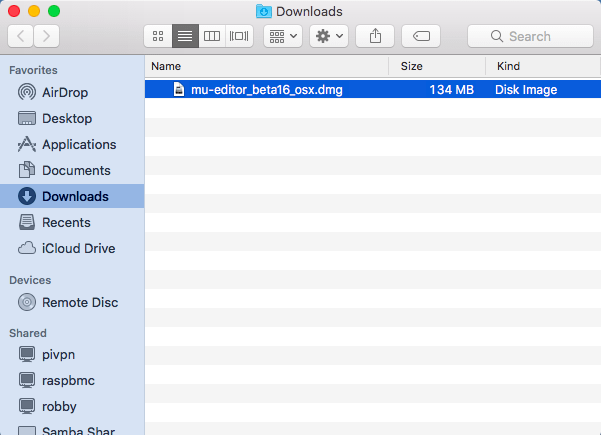 Downloads
Search
Favorites
AirDrop
Desktop
Applications
Documents
Downloads
Recents
iCloud Drive
Devices
Remote Disc
Shared
pivpn
raspbmc
robby
Samba Shar
Name Size Kind
mu-editor_beta16_osx.dmg 134 MB Disk Image